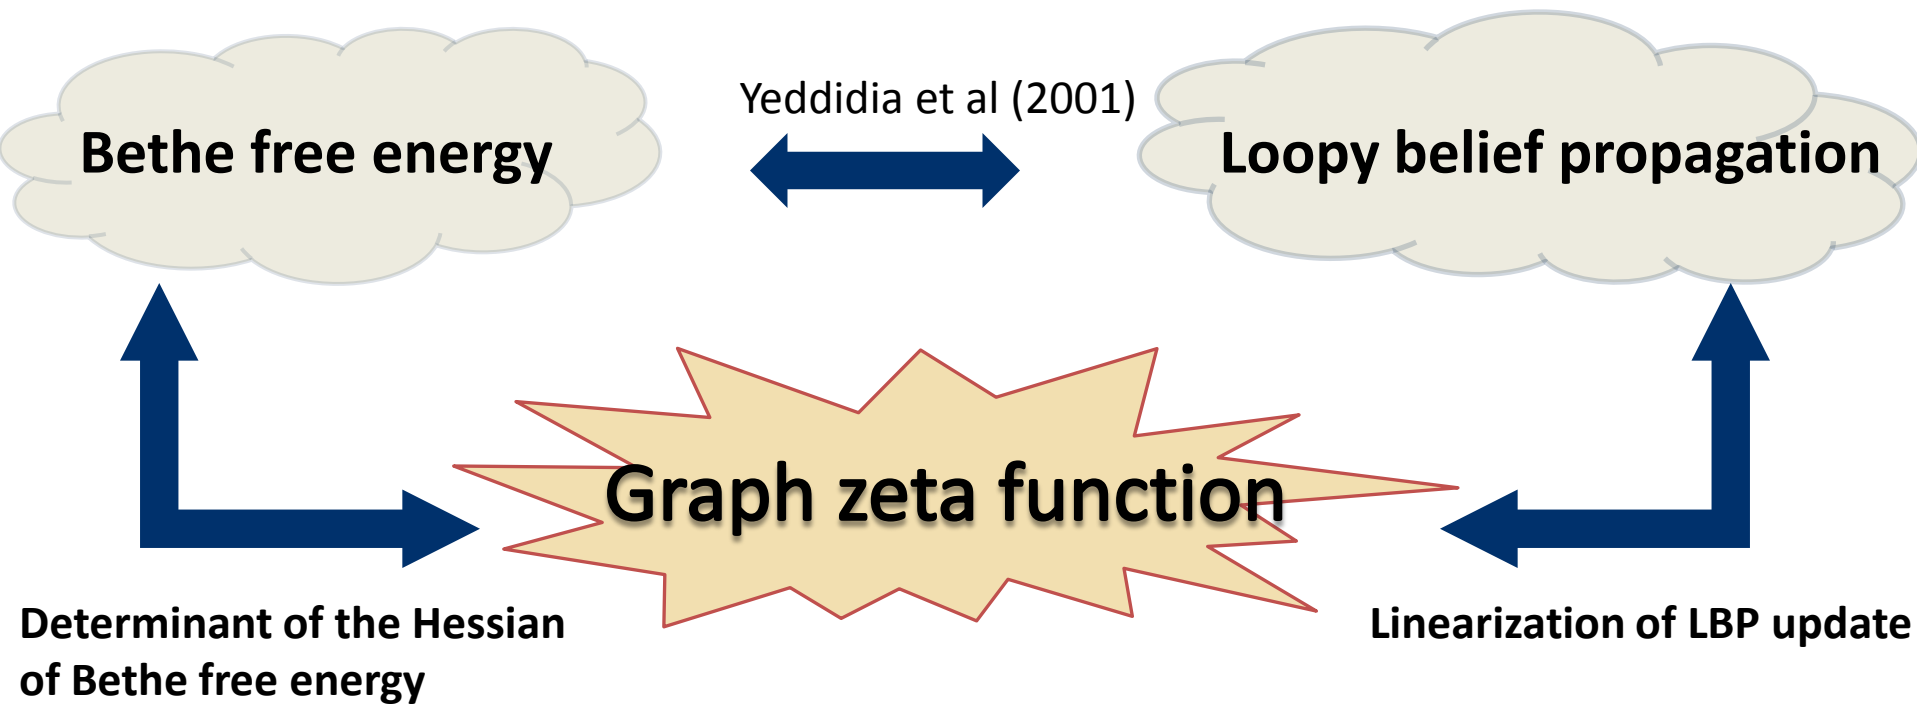 Yeddidia et al (2001)
Bethe free energy
Loopy belief propagation
Graph zeta function
Determinant of the Hessian
of Bethe free energy
Linearization of LBP update